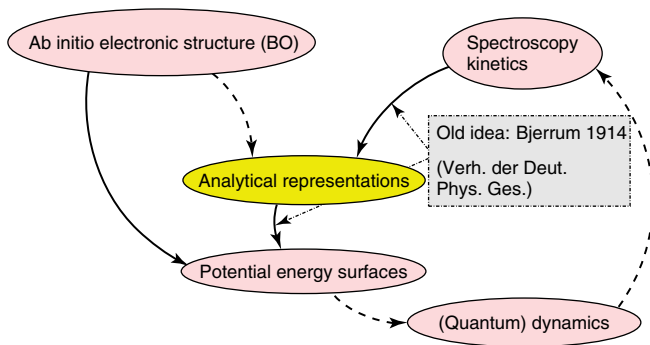 Ab initio electronic structure (BO)
Spectroscopy
kinetics
Old idea: Bjerrum 1914
(Verh. der Deut.
Phys. Ges.)
Analytical representations
Potential energy surfaces
(Quantum) dynamics